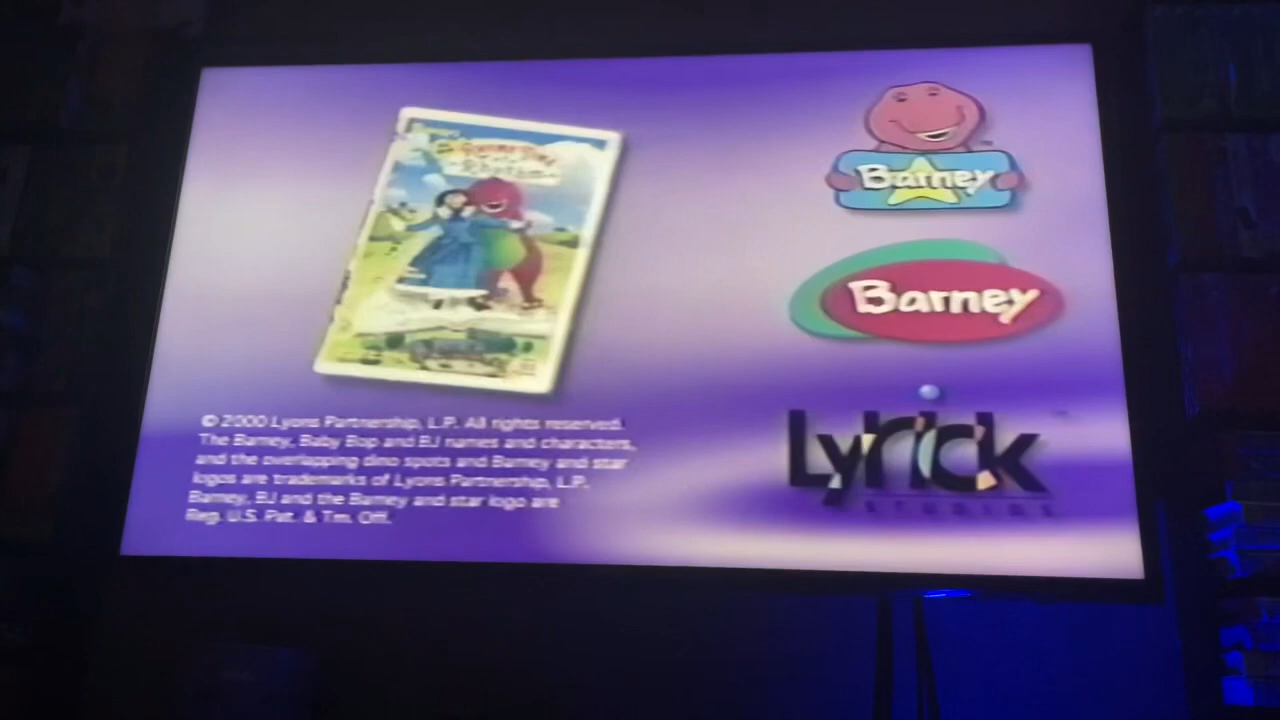 Rhyme
Barney
Barney
Lyrick
STUDIOS
© 2000 Lyons Partnership, L.P. All rights reserved.
The Barney, Baby Bop and BJ names and characters,
and the overlapping dino spots and Barney and star
logos are trademarks of Lyons Partnership, L.P.
Barney, BJ and the Barney and star logo are
Reg. U.S. Pat. & Tm. Off.